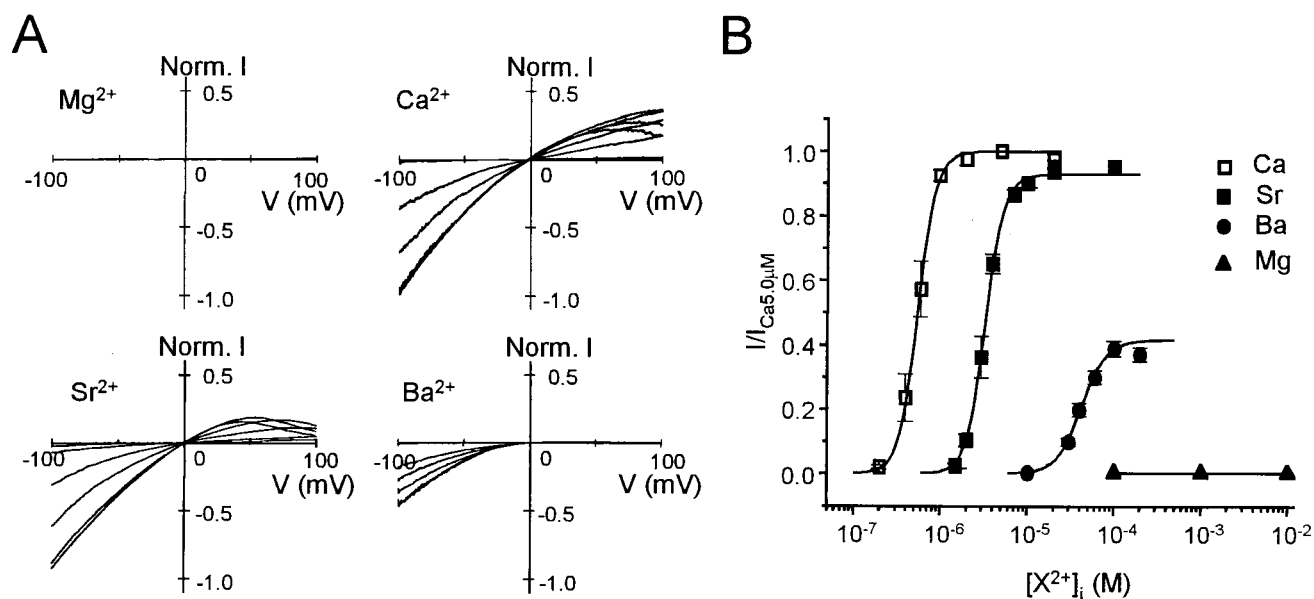 A
Norm. I
Mg²⁺
0.5
-100
0
100
V (mV)
-0.5
-1.0
Norm. I
Ca²⁺
0.5
-100
0
100
V (mV)
-0.5
-1.0
Norm. I
Sr²⁺
0.5
-100
0
100
V (mV)
-0.5
-1.0
Norm. I
Ba²⁺
0.5
-100
0
100
V (mV)
-0.5
-1.0
B
I/I_Ca5.0μM
1.0
0.8
0.6
0.4
0.2
0.0
Ca
Sr
Ba
Mg
10⁻⁷
10⁻⁶
10⁻⁵
10⁻⁴
10⁻³
10⁻²
[X²⁺]ᵢ (M)